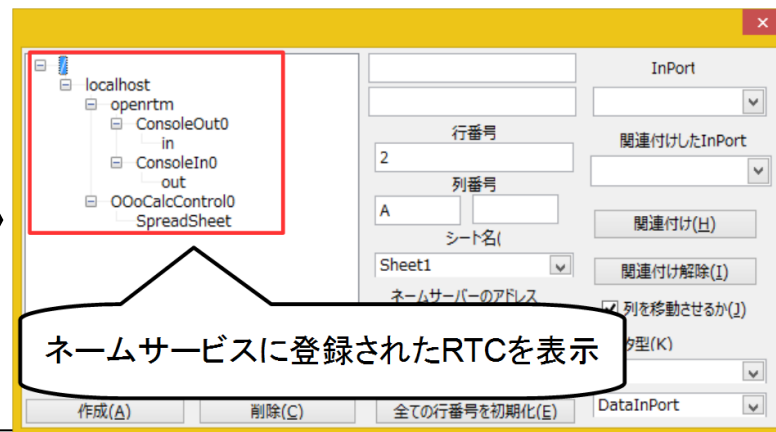 localhost
openrtm
ConsoleOut0
in
ConsoleIn0
out
OOoCalcControl0
SpreadSheet
行番号
2
列番号
A
シート名(
Sheet1
ネームサーバーのアドレス
InPort
関連付けしたInPort
関連付け(H)
関連付け解除(I)
列を移動させるか(J)
タ型(K)
DataInPort
ネームサービスに登録されたRTCを表示
作成(A)
削除(C)
全ての行番号を初期化(E)